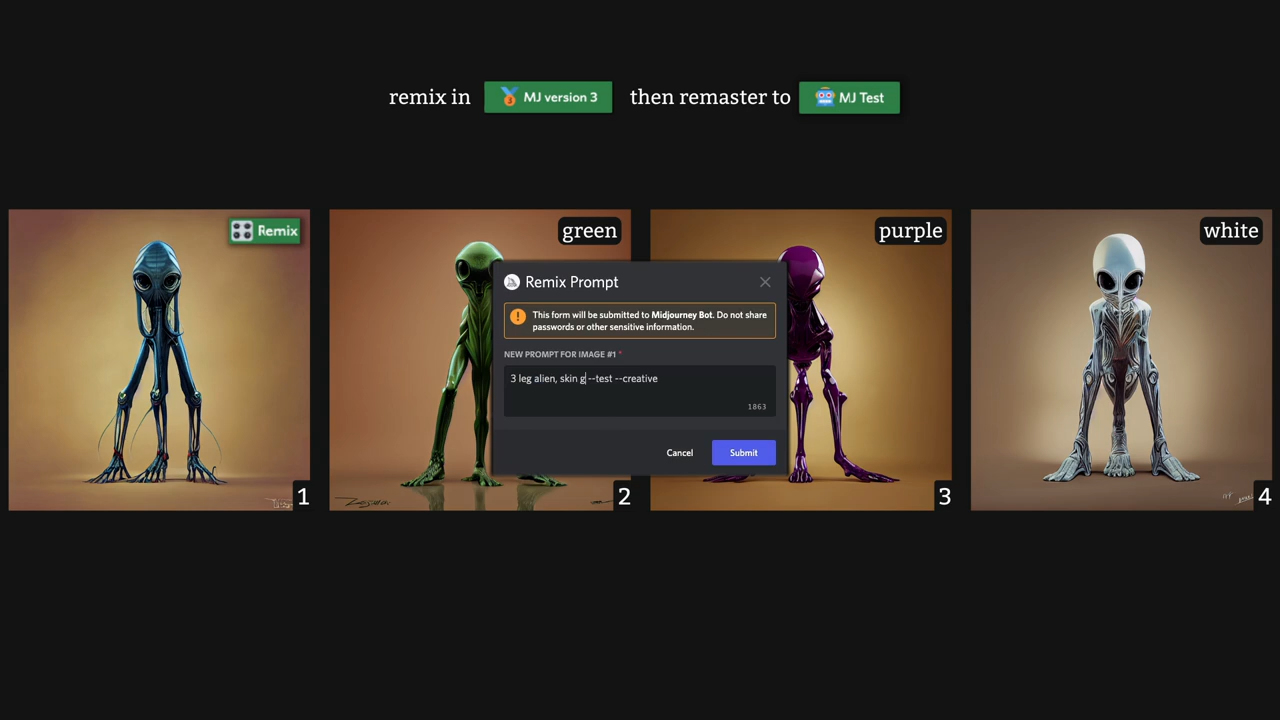 remix in MJ version 3 then remaster to MJ Test
Remix
green
purple
white
Remix Prompt
This form will be submitted to Midjourney Bot. Do not share
passwords or other sensitive information.
NEW PROMPT FOR IMAGE #1 *
3 leg alien, skin g --test --creative
1863
Cancel
Submit
1
2
3
4